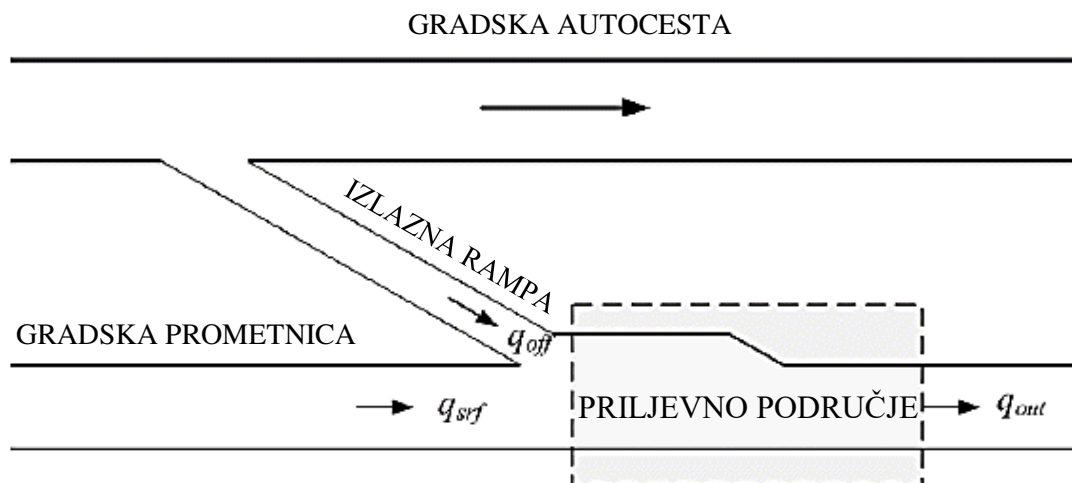 GRADSKA AUTOCESTA
IZLAZNA RAMPA
GRADSKA PROMETNICA
q_off
q_srf
PRILJEVNO PODRUČJE
q_out